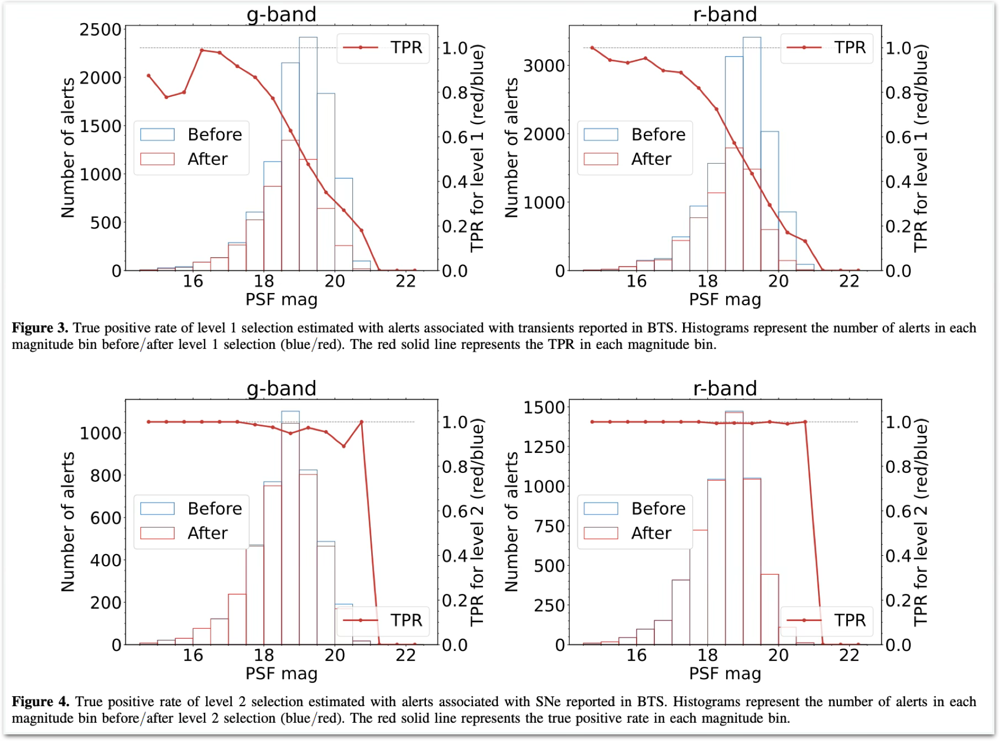 g-band
2500
2000
1500
1000
500
0
Number of alerts
TPR
Before
After
1.0
0.8
0.6
0.4
0.2
0.0
TPR for level 1 (red/blue)
16 18 20 22
PSF mag
r-band
3000
2000
1000
0
Number of alerts
TPR
Before
After
1.0
0.8
0.6
0.4
0.2
0.0
TPR for level 1 (red/blue)
16 18 20 22
PSF mag
Figure 3. True positive rate of level 1 selection estimated with alerts associated with transients reported in BTS. Histograms represent the number of alerts in each
magnitude bin before/after level 1 selection (blue/red). The red solid line represents the TPR in each magnitude bin.
g-band
1000
800
600
400
200
0
Number of alerts
Before
After
TPR
1.0
0.8
0.6
0.4
0.2
0.0
TPR for level 2 (red/blue)
16 18 20 22
PSF mag
r-band
1500
1250
1000
750
500
250
0
Number of alerts
Before
After
TPR
1.0
0.8
0.6
0.4
0.2
0.0
TPR for level 2 (red/blue)
16 18 20 22
PSF mag
Figure 4. True positive rate of level 2 selection estimated with alerts associated with SNe reported in BTS. Histograms represent the number of alerts in each
magnitude bin before/after level 2 selection (blue/red). The red solid line represents the true positive rate in each magnitude bin.